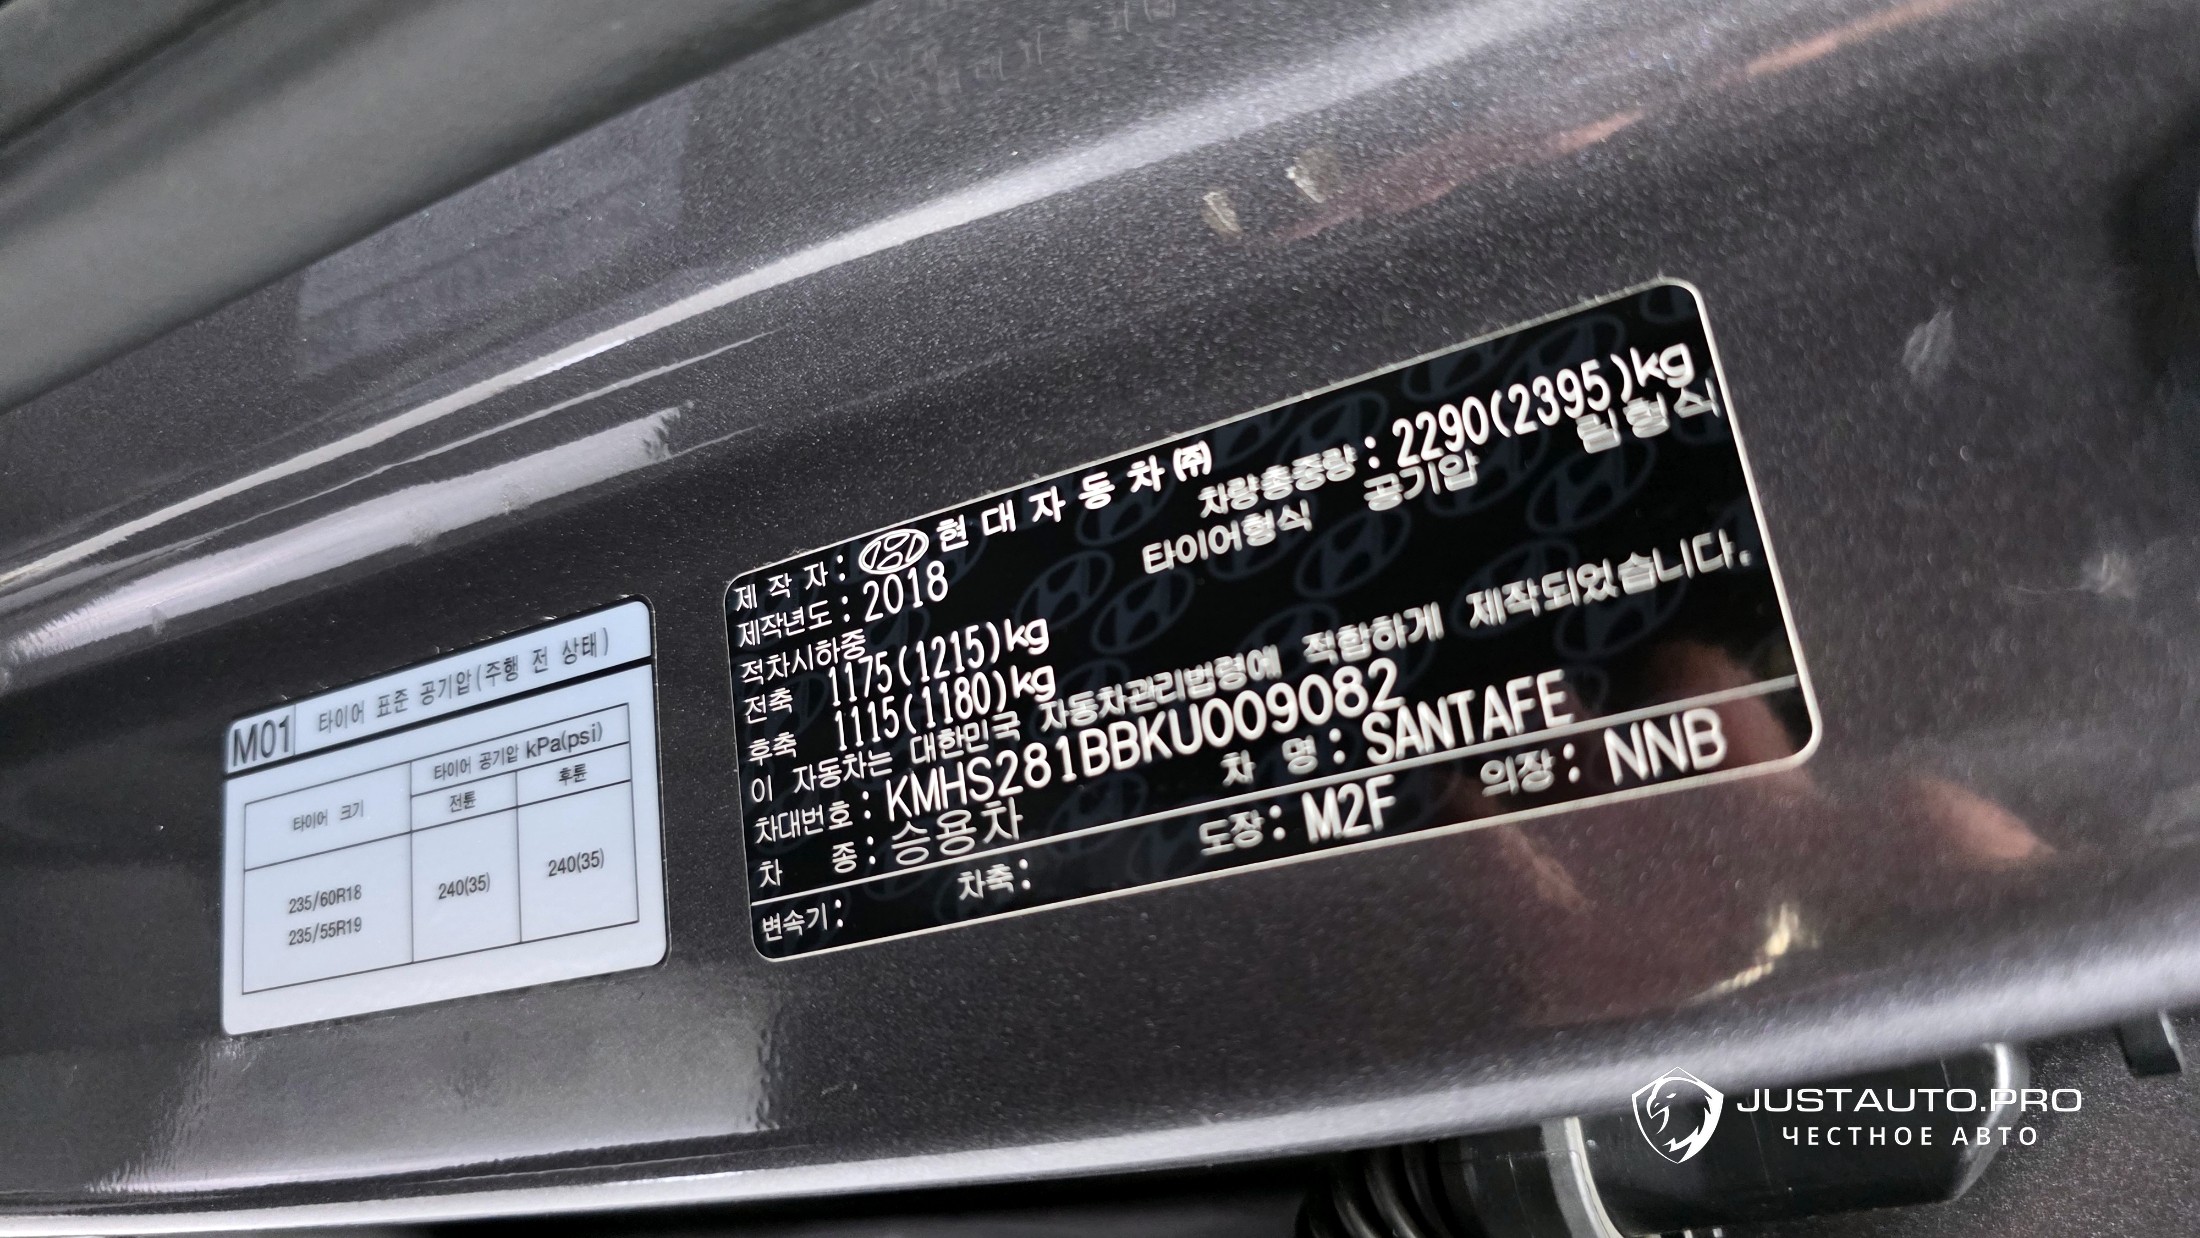 M01 타이어 표준 공기압(주행 전 상태)
타이어 크기 타이어 공기압 kPa(psi)
전륜 후륜
235/60R18
235/55R19
240(35) 240(35)
제 작 자 : 현 대 자 동 차 ㈜
제작년도 : 2018 차량총중량 : 2290(2395)kg
적차시하중 타이어형식 공기압 림형식
전축 1175(1215)kg
후축 1115(1180)kg
이 자동차는 대한민국 자동차관리법령에 적합하게 제작되었습니다.
차대번호 : KMHS281BBKU009082
차 종 : 승용차 차 명 : SANTAFE
변속기 : 차축 : 도장 : M2F 의장 : NNB
JUSTAUTO.PRO
ЧЕСТНОЕ АВТО